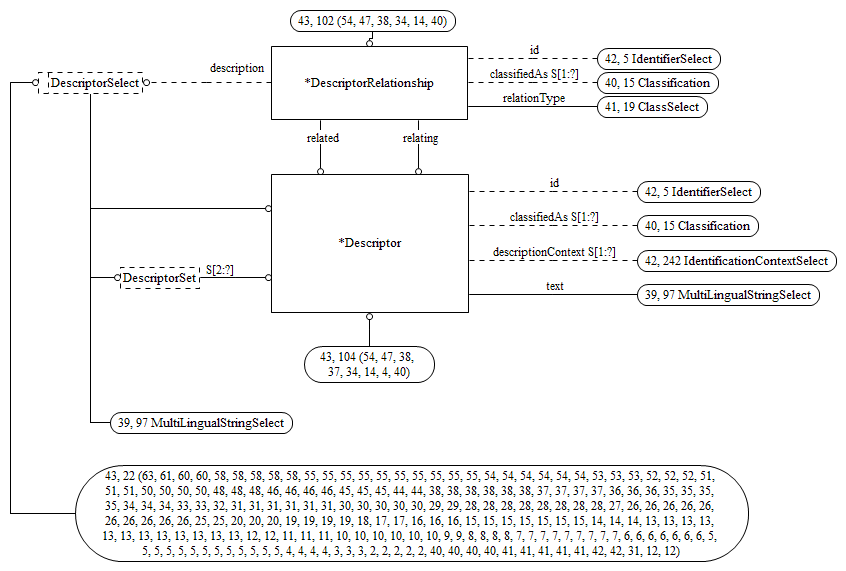 43, 102 (54, 47, 38, 34, 14, 40)
id
42, 5 IdentifierSelect
description
DescriptorSelect
*DescriptorRelationship
classifiedAs S[1:?]
40, 15 Classification
relationType
41, 19 ClassSelect
related
relating
id
42, 5 IdentifierSelect
classifiedAs S[1:?]
40, 15 Classification
*Descriptor
descriptionContext S[1:?]
42, 242 IdentificationContextSelect
DescriptorSet
S[2:?]
text
39, 97 MultiLingualStringSelect
43, 104 (54, 47, 38,
37, 34, 14, 4, 40)
39, 97 MultiLingualStringSelect
43, 22 (63, 61, 60, 60, 58, 58, 58, 58, 58, 55, 55, 55, 55, 55, 55, 55, 55, 55, 55, 54, 54, 54, 54, 54, 54, 53, 53, 53, 52, 52, 52, 51,
51, 51, 50, 50, 50, 50, 48, 48, 48, 46, 46, 46, 46, 45, 45, 45, 44, 44, 38, 38, 38, 38, 38, 38, 37, 37, 37, 37, 36, 36, 36, 35, 35, 35,
35, 34, 34, 34, 33, 33, 32, 31, 31, 31, 31, 31, 31, 30, 30, 30, 30, 30, 29, 29, 28, 28, 28, 28, 28, 28, 28, 28, 27, 26, 26, 26, 26, 26,
26, 26, 26, 26, 26, 25, 25, 20, 20, 20, 19, 19, 19, 19, 18, 17, 17, 16, 16, 16, 15, 15, 15, 15, 15, 15, 15, 14, 14, 14, 13, 13, 13, 13,
13, 13, 13, 13, 13, 13, 13, 13, 12, 12, 11, 11, 11, 10, 10, 10, 10, 10, 10, 9, 9, 8, 8, 8, 8, 7, 7, 7, 7, 7, 7, 7, 7, 7, 6, 6, 6, 6, 6, 6, 6, 5,
5, 5, 5, 5, 5, 5, 5, 5, 5, 5, 5, 5, 4, 4, 4, 4, 3, 3, 3, 2, 2, 2, 2, 2, 40, 40, 40, 40, 41, 41, 41, 41, 41, 42, 42, 31, 12, 12)